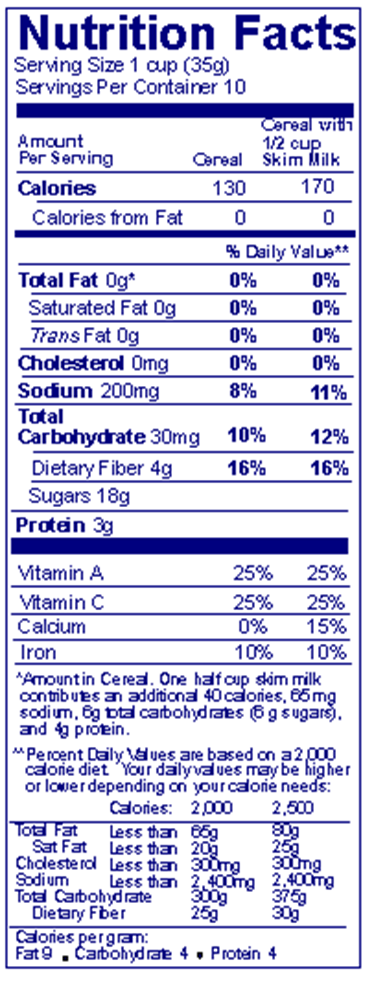 Nutrition Facts
Serving Size 1 cup (35g)
Servings Per Container 10
Amount Per Serving Cereal Cereal with 1/2 cup Skim Milk
Calories 130 170
Calories from Fat 0 0
% Daily Value**
Total Fat 0g* 0% 0%
Saturated Fat 0g 0% 0%
Trans Fat 0g 0% 0%
Cholesterol 0mg 0% 0%
Sodium 200mg 8% 11%
Total
Carbohydrate 30mg 10% 12%
Dietary Fiber 4g 16% 16%
Sugars 18g
Protein 3g
Vitamin A 25% 25%
Vitamin C 25% 25%
Calcium 0% 15%
Iron 10% 10%
*Amount in Cereal. One half cup skim milk
contributes an additional 40 calories, 65mg
sodium, 6g total carbohydrates (6 g sugars),
and 4g protein.
**Percent Daily Values are based on a 2,000
calorie diet. Your daily values may be higher
or lower depending on your calorie needs:
Calories: 2,000 2,500
Total Fat Less than 65g 80g
Sat Fat Less than 20g 25g
Cholesterol Less than 300mg 300mg
Sodium Less than 2,400mg 2,400mg
Total Carbohydrate 300g 375g
Dietary Fiber 25g 30g
Calories per gram:
Fat 9 • Carbohydrate 4 • Protein 4